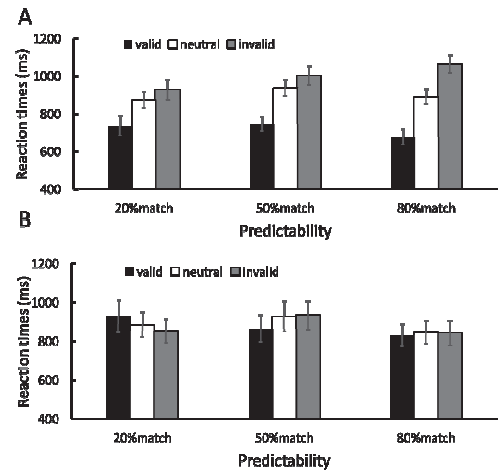 A
1200
valid neutral invalid
1000
800
600
400
Reaction times (ms)
20%match 50%match 80%match
Predictability
B
1200
valid neutral invalid
1000
800
600
400
Reaction times (ms)
20%match 50%match 80%match
Predictability